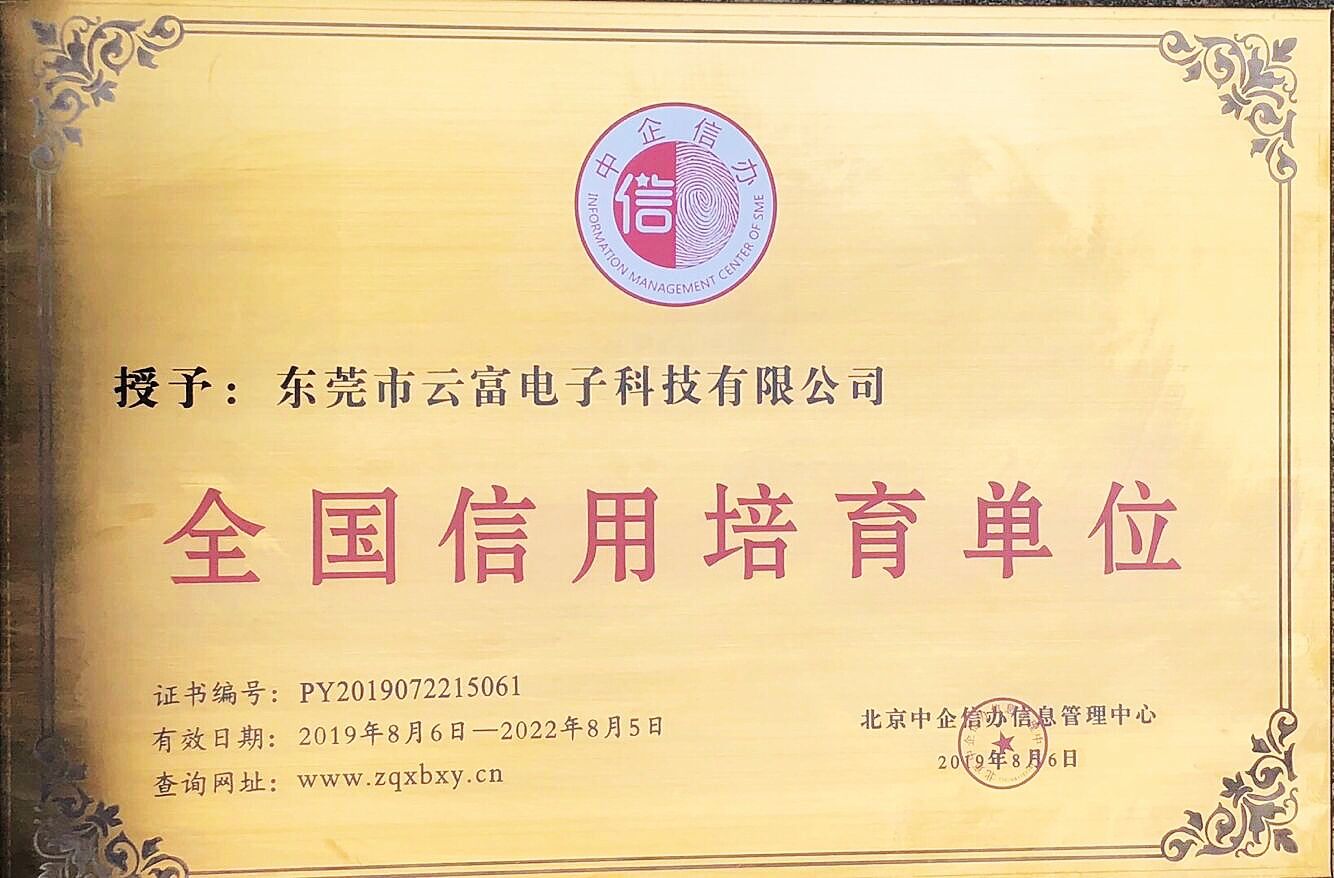 中企信办
信
INFORMATION MANAGEMENT CENTER OF SME
授予：东莞市云富电子科技有限公司
全国信用培育单位
证书编号：PY2019072215061
有效日期：2019年8月6日—2022年8月5日
查询网址：www.zqxbxy.cn
北京中企信办信息管理中心
2019年8月6日